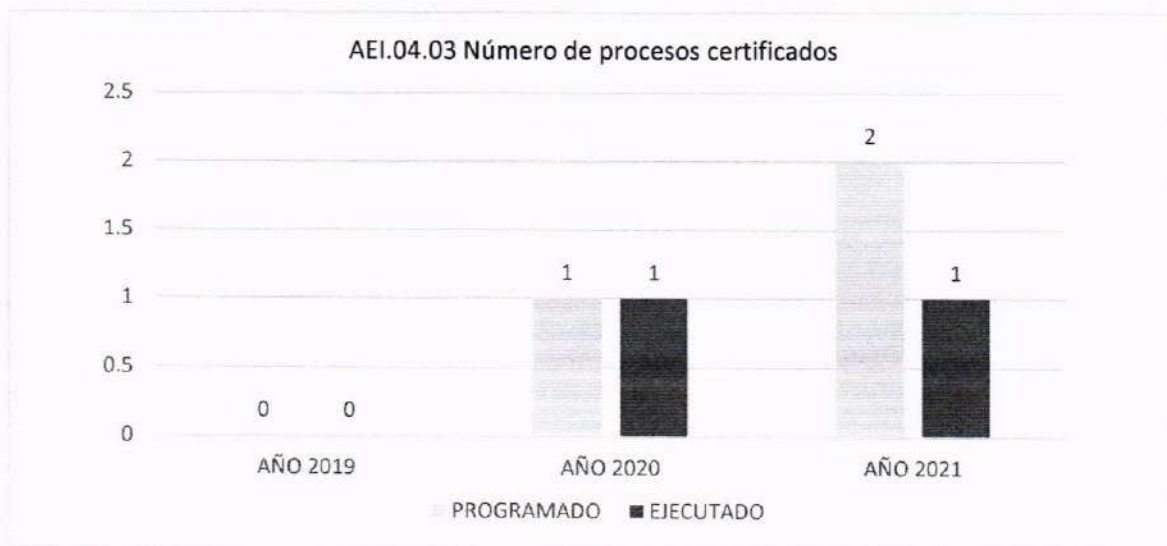 AEI.04.03 Número de procesos certificados
2.5
2
2
1.5
1 1 1
1
0.5
0 0
0
AÑO 2019 AÑO 2020 AÑO 2021
PROGRAMADO EJECUTADO